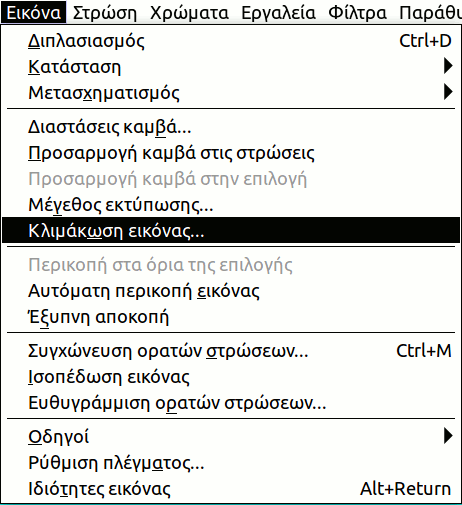 Εικόνα Στρώση Χρώματα Εργαλεία Φίλτρα Παράθυ
Διπλασιασμός Ctrl+D
Κατάσταση
Μετασχηματισμός
Διαστάσεις καμβά...
Προσαρμογή καμβά στις στρώσεις
Προσαρμογή καμβά στην επιλογή
Μέγεθος εκτύπωσης...
Κλιμάκωση εικόνας...
Περικοπή στα όρια της επιλογής
Αυτόματη περικοπή εικόνας
Έξυπνη αποκοπή
Συγχώνευση ορατών στρώσεων... Ctrl+M
Ισοπέδωση εικόνας
Ευθυγράμμιση ορατών στρώσεων...
Οδηγοί
Ρύθμιση πλέγματος...
Ιδιότητες εικόνας Alt+Return